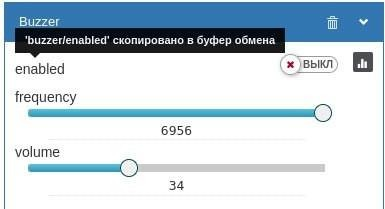 Buzzer
'buzzer/enabled' скопировано в буфер обмена
enabled
ВЫКЛ
frequency
6956
volume
34